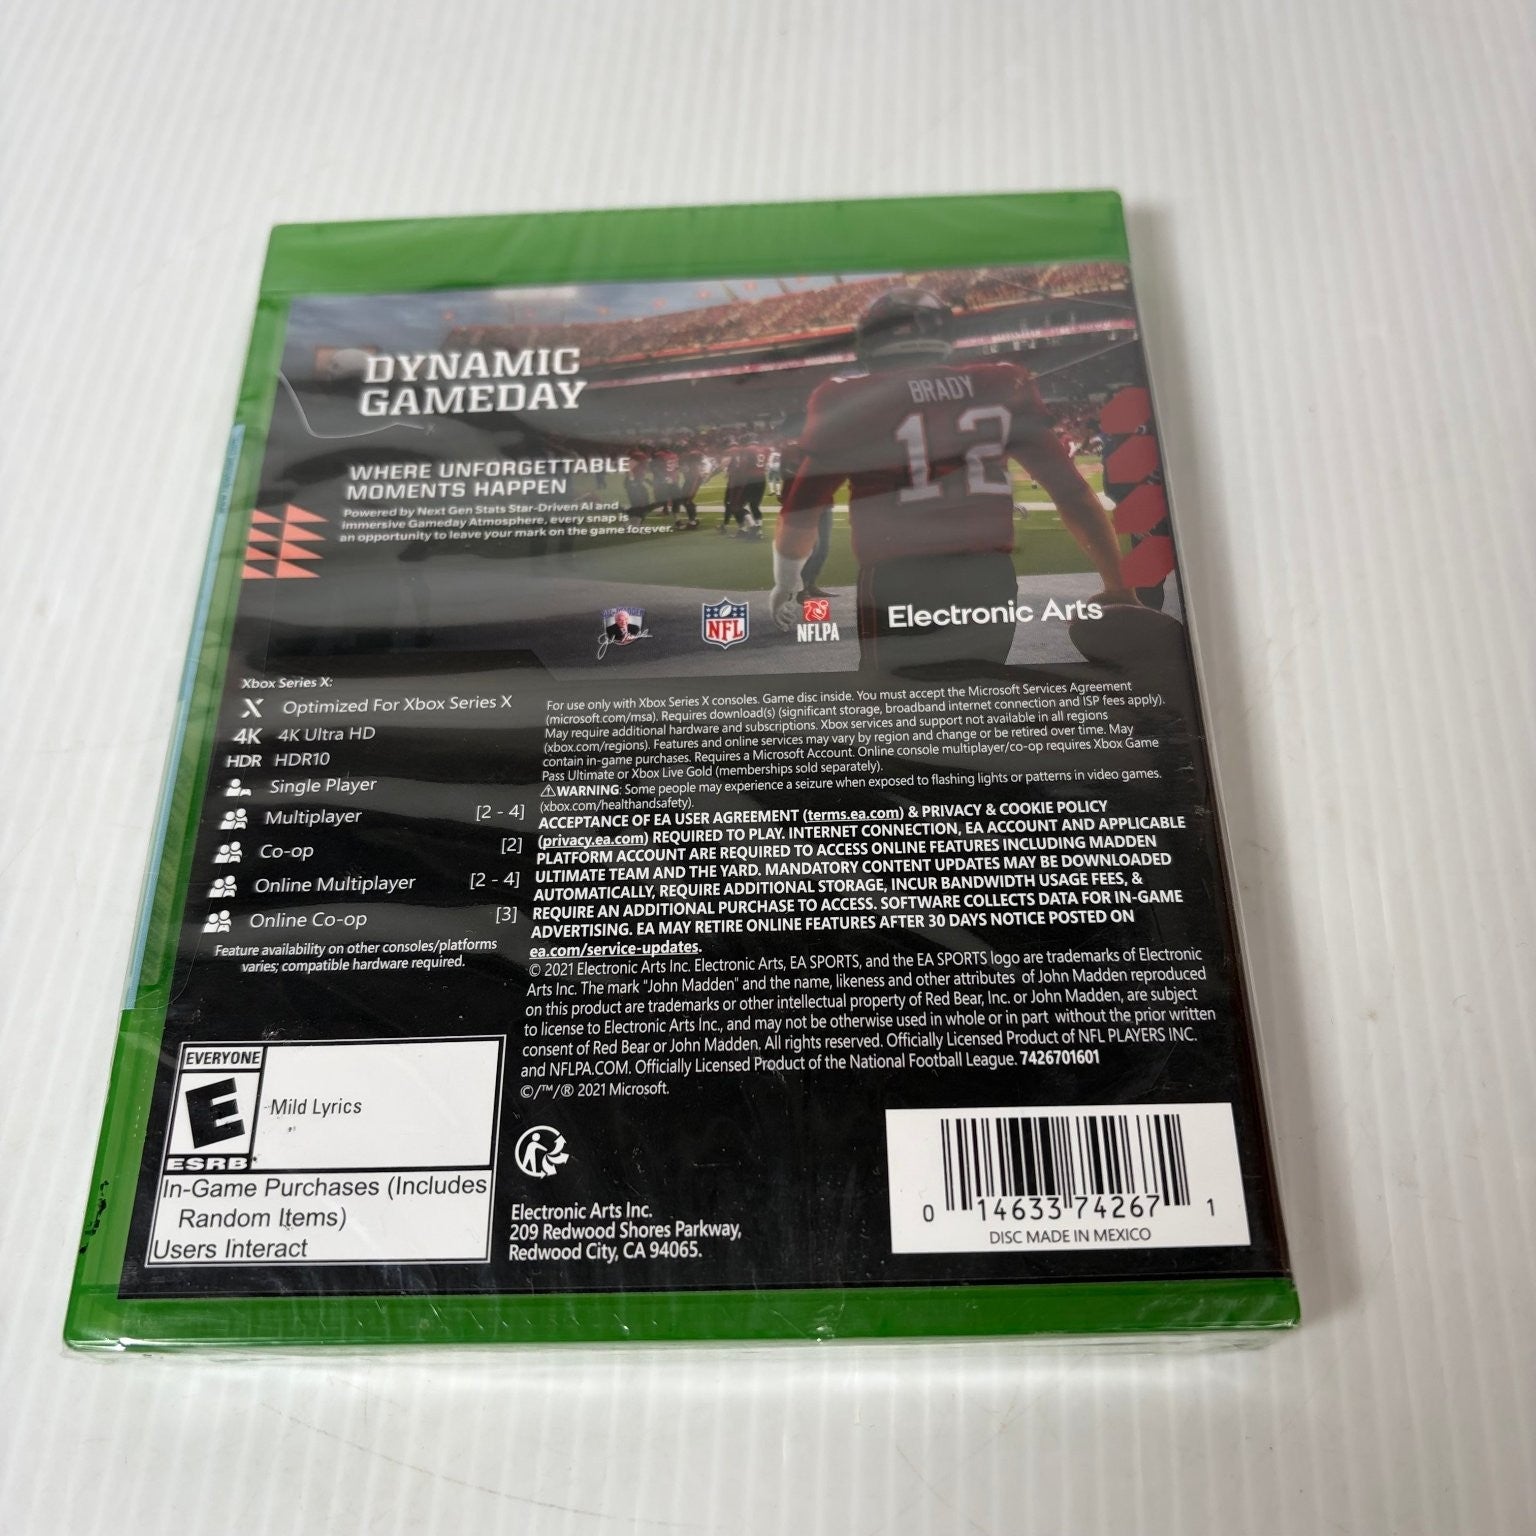 DYNAMIC
GAMEDAY
WHERE UNFORGETTABLE
MOMENTS HAPPEN
Powered by Next Gen Stats Star-Driven AI and
immersive Gameday Atmosphere, every snap is
an opportunity to leave your mark on the game forever.
BRADY
12
NFL
NFLPA
Electronic Arts
Xbox Series X:
X Optimized For Xbox Series X
4K 4K Ultra HD
HDR HDR10
Single Player
Multiplayer [2 - 4]
Co-op [2]
Online Multiplayer [2 - 4]
Online Co-op [3]
Feature availability on other consoles/platforms
varies; compatible hardware required.
For use only with Xbox Series X consoles. Game disc inside. You must accept the Microsoft Services Agreement
(microsoft.com/msa). Requires download(s) (significant storage, broadband internet connection and ISP fees apply).
May require additional hardware and subscriptions. Xbox services and support not available in all regions
(xbox.com/regions). Features and online services may vary by region and change or be retired over time. May
contain in-game purchases. Requires a Microsoft Account. Online console multiplayer/co-op requires Xbox Game
Pass Ultimate or Xbox Live Gold (memberships sold separately).
⚠WARNING: Some people may experience a seizure when exposed to flashing lights or patterns in video games.
(xbox.com/healthandsafety).
ACCEPTANCE OF EA USER AGREEMENT (terms.ea.com) & PRIVACY & COOKIE POLICY
(privacy.ea.com) REQUIRED TO PLAY. INTERNET CONNECTION, EA ACCOUNT AND APPLICABLE
PLATFORM ACCOUNT ARE REQUIRED TO ACCESS ONLINE FEATURES INCLUDING MADDEN
ULTIMATE TEAM AND THE YARD. MANDATORY CONTENT UPDATES MAY BE DOWNLOADED
AUTOMATICALLY, REQUIRE ADDITIONAL STORAGE, INCUR BANDWIDTH USAGE FEES, &
REQUIRE AN ADDITIONAL PURCHASE TO ACCESS. SOFTWARE COLLECTS DATA FOR IN-GAME
ADVERTISING. EA MAY RETIRE ONLINE FEATURES AFTER 30 DAYS NOTICE POSTED ON
ea.com/service-updates.
© 2021 Electronic Arts Inc. Electronic Arts, EA SPORTS, and the EA SPORTS logo are trademarks of Electronic
Arts Inc. The mark "John Madden" and the name, likeness and other attributes of John Madden reproduced
on this product are trademarks or other intellectual property of Red Bear, Inc. or John Madden, are subject
to license to Electronic Arts Inc., and may not be otherwise used in whole or in part without the prior written
consent of Red Bear or John Madden. All rights reserved. Officially Licensed Product of NFL PLAYERS INC.
and NFLPA.COM. Officially Licensed Product of the National Football League. 7426701601
©/™/® 2021 Microsoft.
EVERYONE
E
ESRB
Mild Lyrics
In-Game Purchases (Includes
Random Items)
Users Interact
Electronic Arts Inc.
209 Redwood Shores Parkway,
Redwood City, CA 94065.
0 14633 74267 1
DISC MADE IN MEXICO